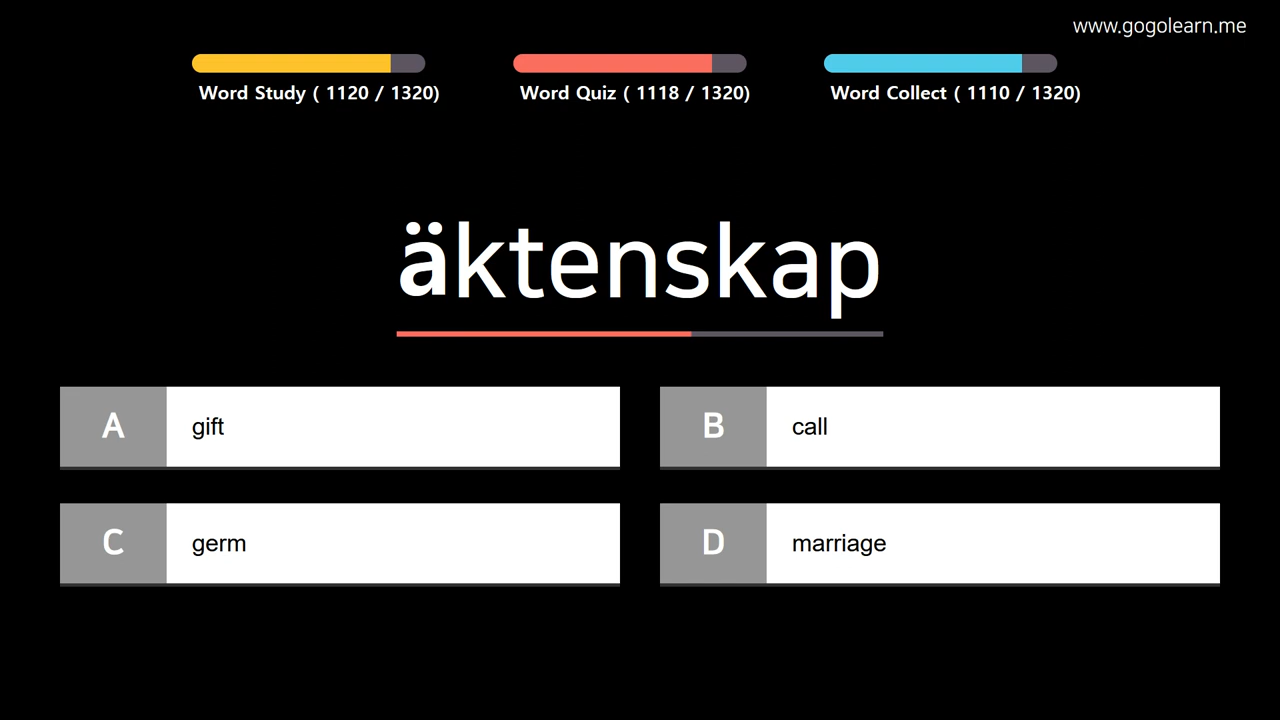 www.gogolearn.me
Word Study ( 1120 / 1320)
Word Quiz ( 1118 / 1320)
Word Collect ( 1110 / 1320)
äktenskap
A gift
B call
C germ
D marriage